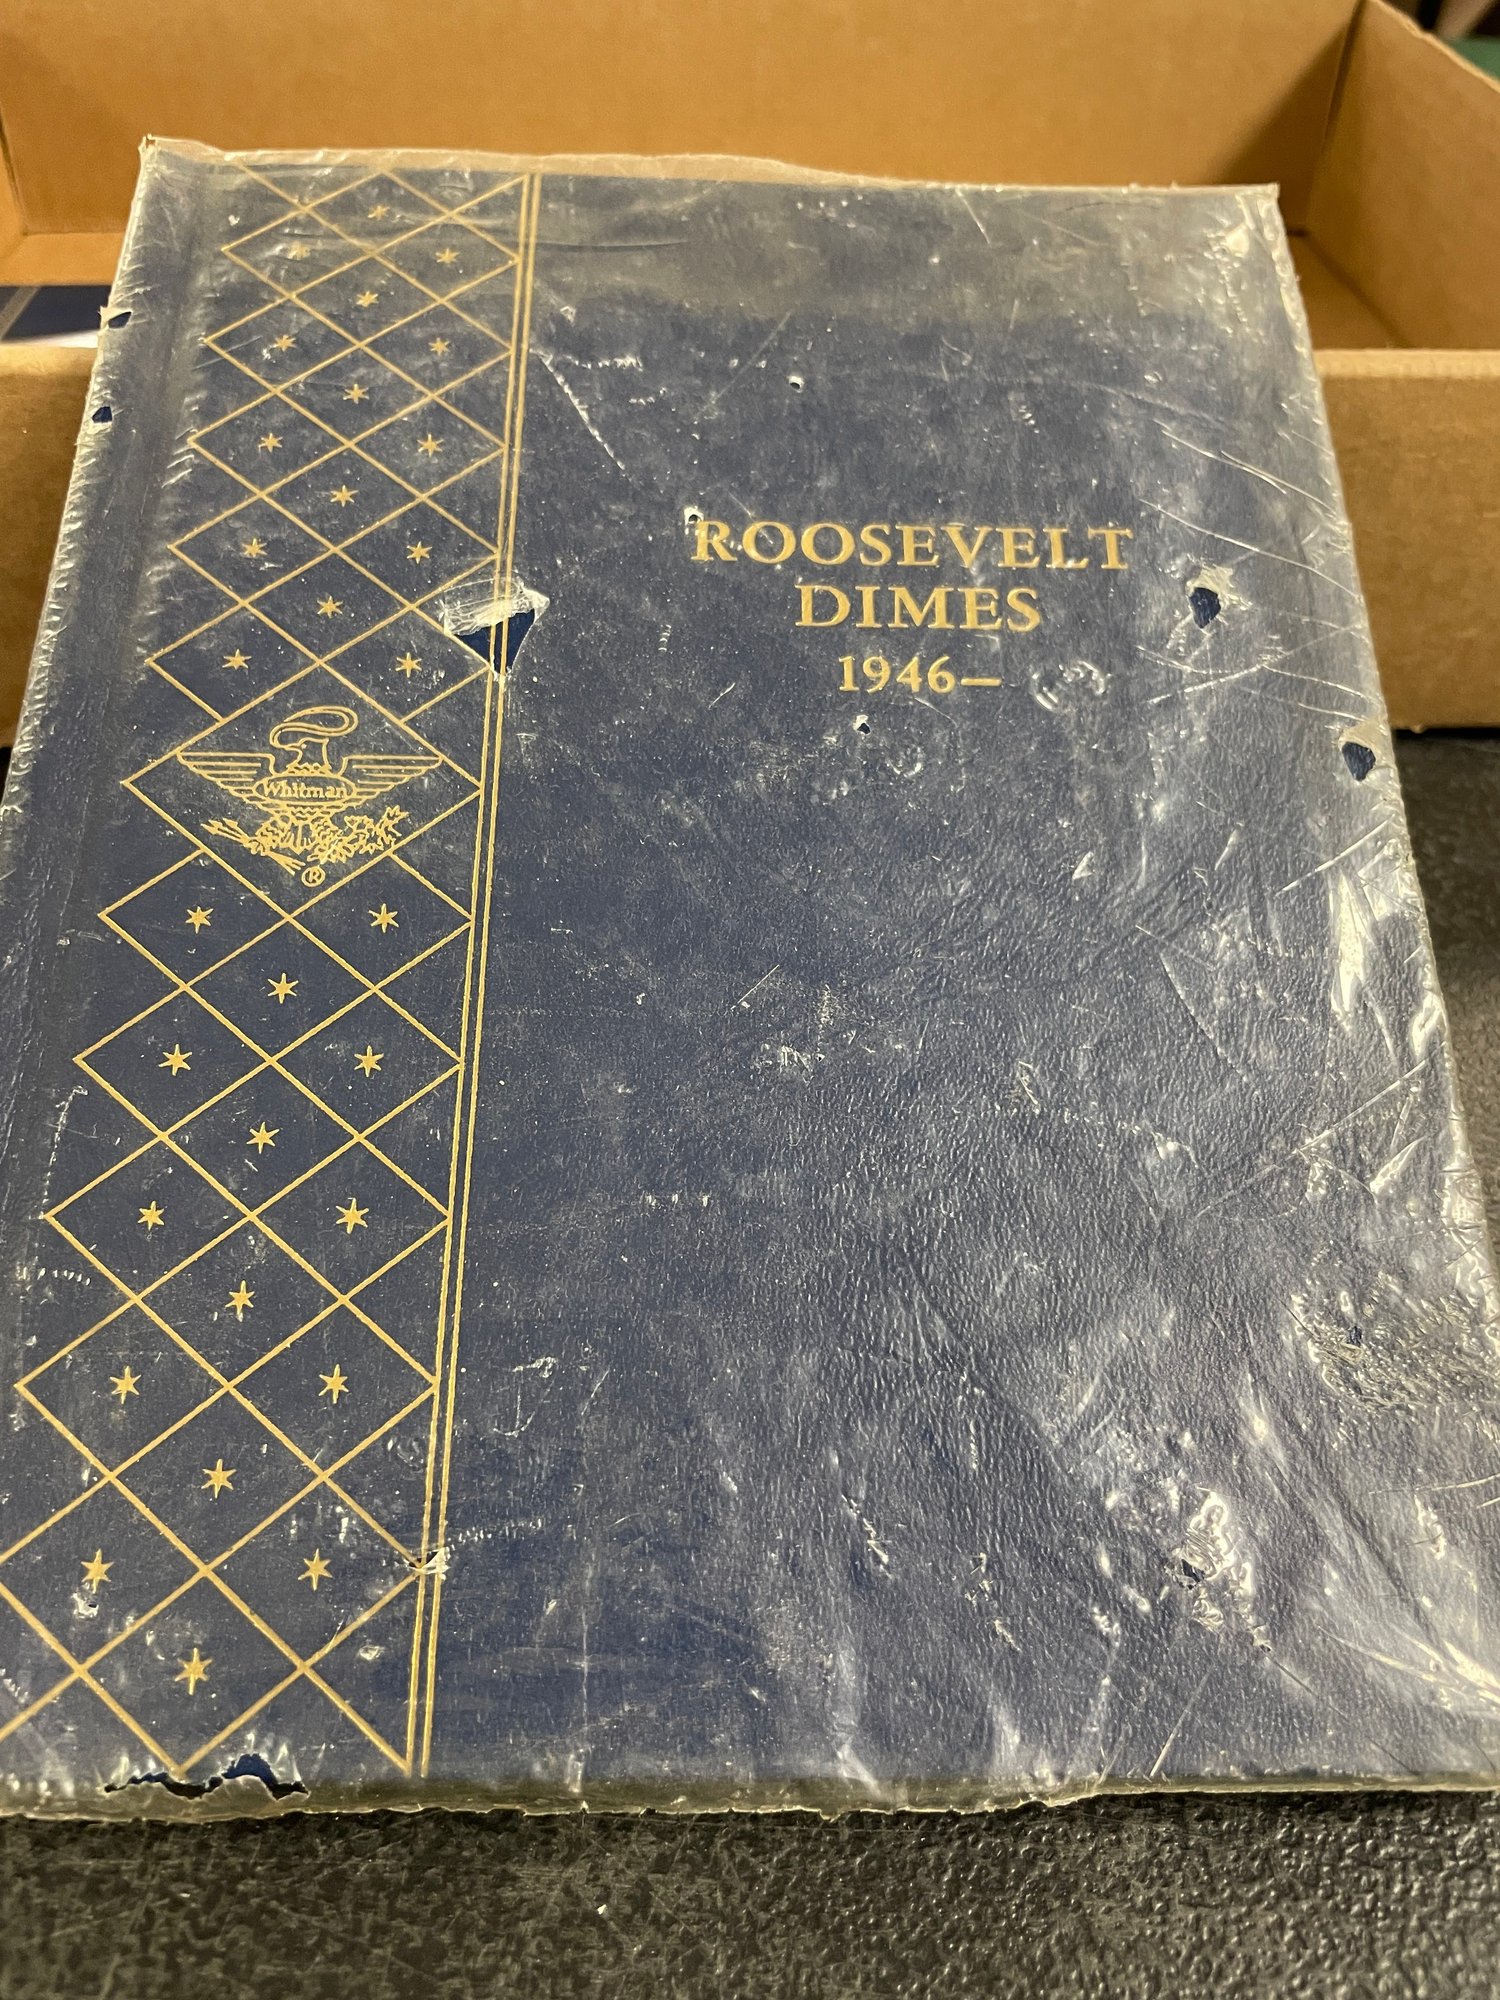 ROOSEVELT
DIMES
1946–
Whitman
®